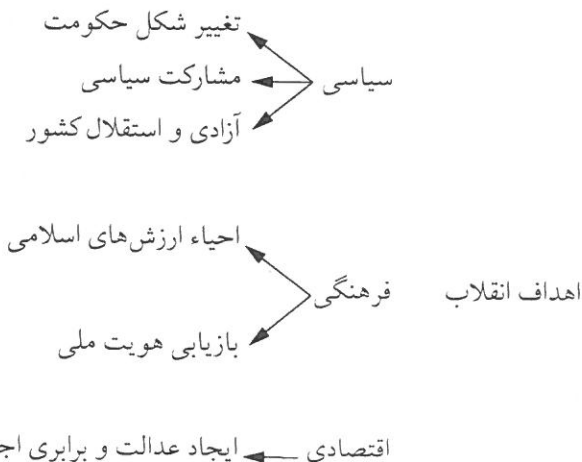 تغییر شکل حکومت
سیاسی
مشارکت سیاسی
آزادی و استقلال کشور
احیاء ارزش‌های اسلامی
اهداف انقلاب
فرهنگی
بازیابی هویت ملی
اقتصادی
ایجاد عدالت و برابری